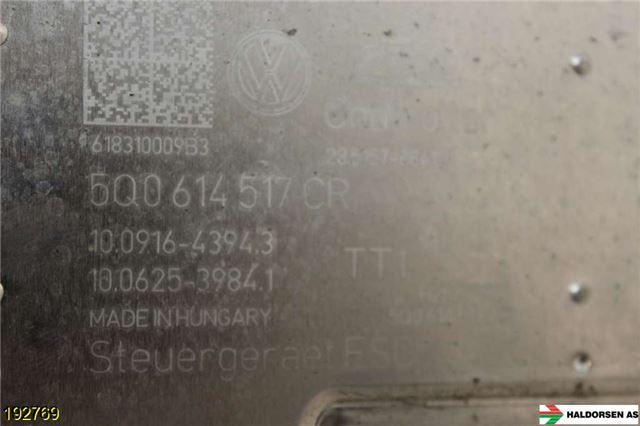 618310009B3
5Q0 614 517 CR
10.0916-4394.3
10.0625-3984.1
TT1
MADE IN HUNGARY
Steuergeraet
192769
HALDORSEN AS